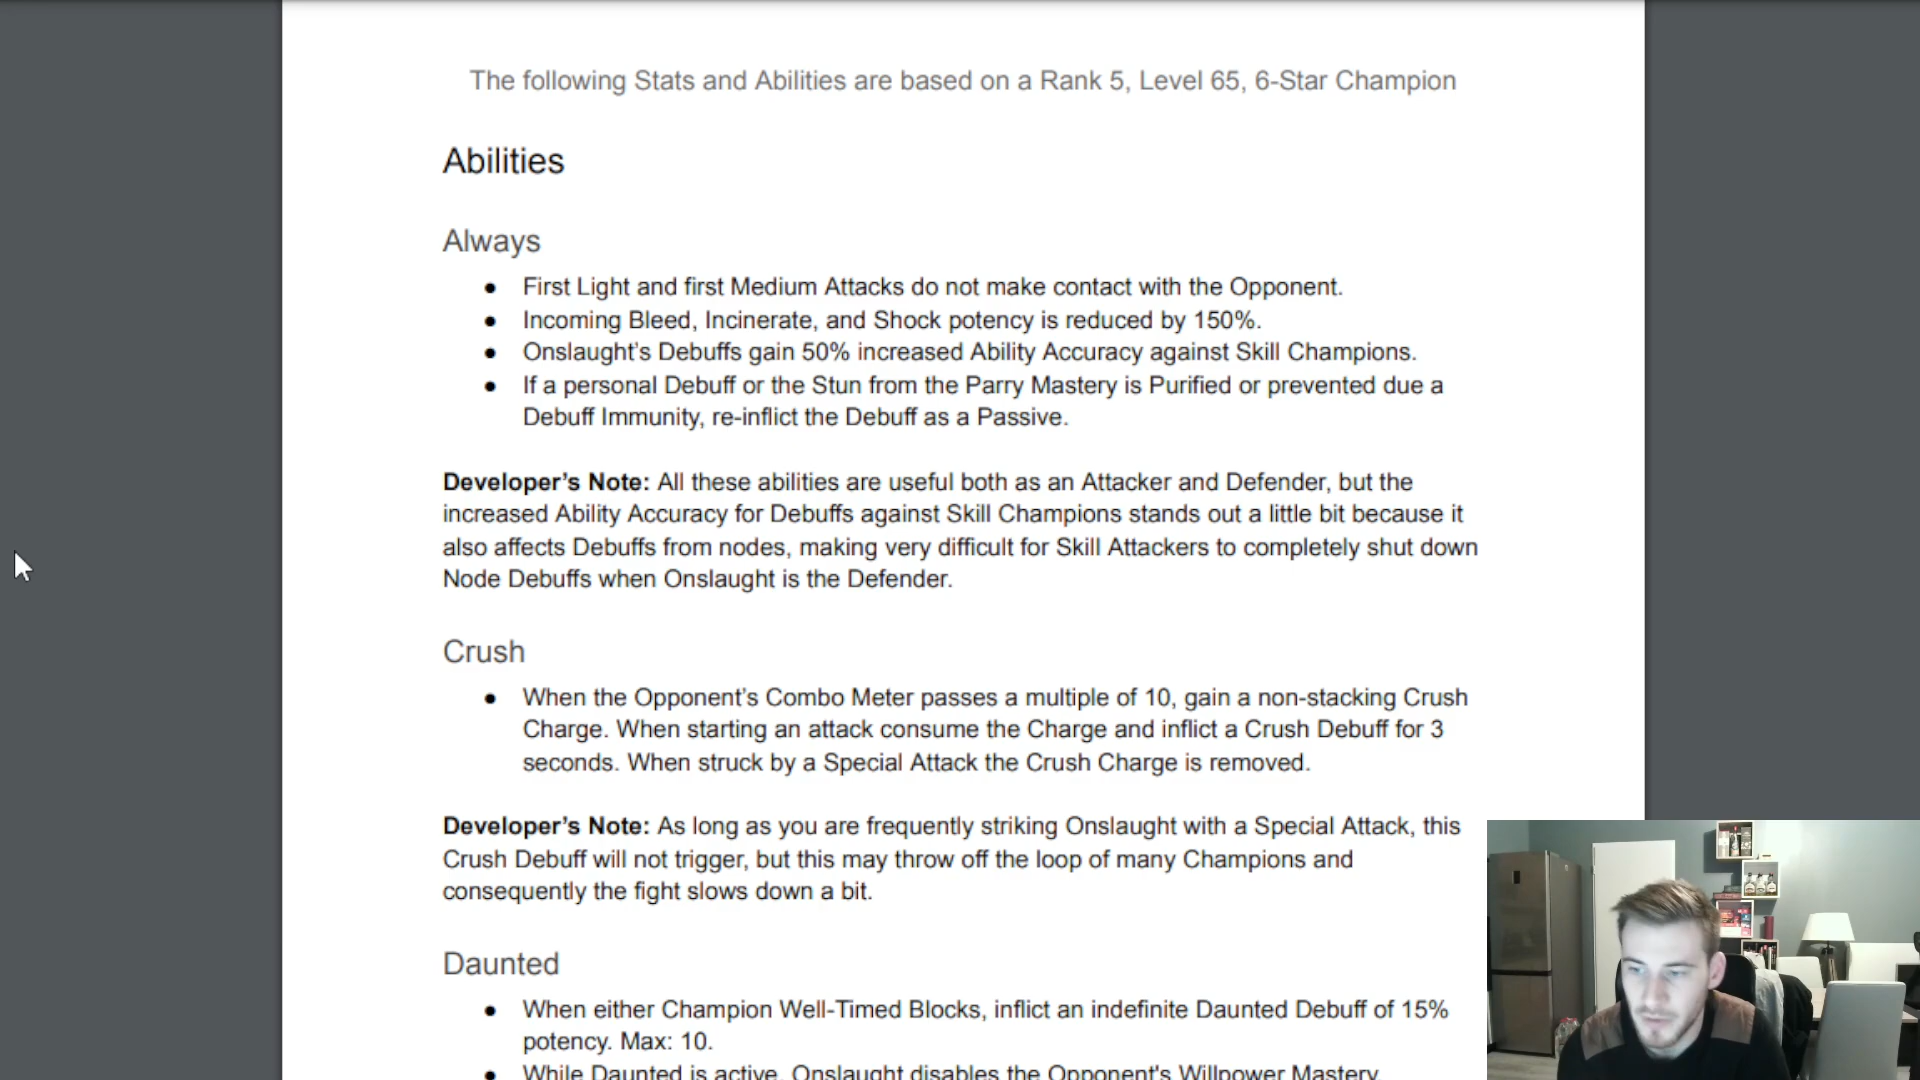 The following Stats and Abilities are based on a Rank 5, Level 65, 6-Star Champion
Abilities
Always
● First Light and first Medium Attacks do not make contact with the Opponent.
● Incoming Bleed, Incinerate, and Shock potency is reduced by 150%.
● Onslaught's Debuffs gain 50% increased Ability Accuracy against Skill Champions.
● If a personal Debuff or the Stun from the Parry Mastery is Purified or prevented due a
Debuff Immunity, re-inflict the Debuff as a Passive.
Developer's Note: All these abilities are useful both as an Attacker and Defender, but the
increased Ability Accuracy for Debuffs against Skill Champions stands out a little bit because it
also affects Debuffs from nodes, making very difficult for Skill Attackers to completely shut down
Node Debuffs when Onslaught is the Defender.
Crush
● When the Opponent's Combo Meter passes a multiple of 10, gain a non-stacking Crush
Charge. When starting an attack consume the Charge and inflict a Crush Debuff for 3
seconds. When struck by a Special Attack the Crush Charge is removed.
Developer's Note: As long as you are frequently striking Onslaught with a Special Attack, this
Crush Debuff will not trigger, but this may throw off the loop of many Champions and
consequently the fight slows down a bit.
Daunted
● When either Champion Well-Timed Blocks, inflict an indefinite Daunted Debuff of 15%
potency. Max: 10.
● While Daunted is active, Onslaught disables the Opponent's Willpower Mastery.